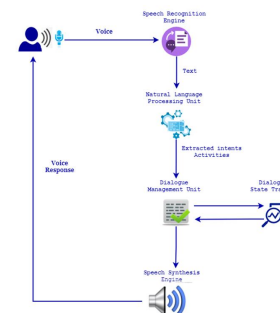 Speech Recognition
Engine
Voice
Text
Natural Language
Processing Unit
Extracted intents
Activities
Voice
Response
Dialogue
Management Unit
Dialog
State Tra
Speech Synthesis
Engine